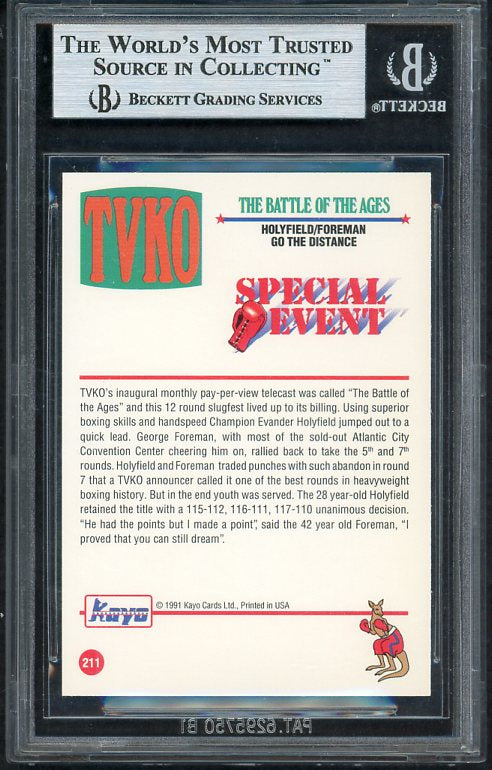 THE WORLD'S MOST TRUSTED
SOURCE IN COLLECTING™
B BECKETT GRADING SERVICES
B
BECKETT®
TVKO
THE BATTLE OF THE AGES
HOLYFIELD/FOREMAN
GO THE DISTANCE
SPECIAL
EVENT
TVKO's inaugural monthly pay-per-view telecast was called "The Battle of
the Ages" and this 12 round slugfest lived up to its billing. Using superior
boxing skills and handspeed Champion Evander Holyfield jumped out to a
quick lead. George Foreman, with most of the sold-out Atlantic City
Convention Center cheering him on, rallied back to take the 5th and 7th
rounds. Holyfield and Foreman traded punches with such abandon in round
7 that a TVKO announcer called it one of the best rounds in heavyweight
boxing history. But in the end youth was served. The 28 year-old Holyfield
retained the title with a 115-112, 116-111, 117-110 unanimous decision.
"He had the points but I made a point", said the 42 year old Foreman, "I
proved that you can still dream".
Kayo
© 1991 Kayo Cards Ltd., Printed in USA
211
PAT.6295750 B1